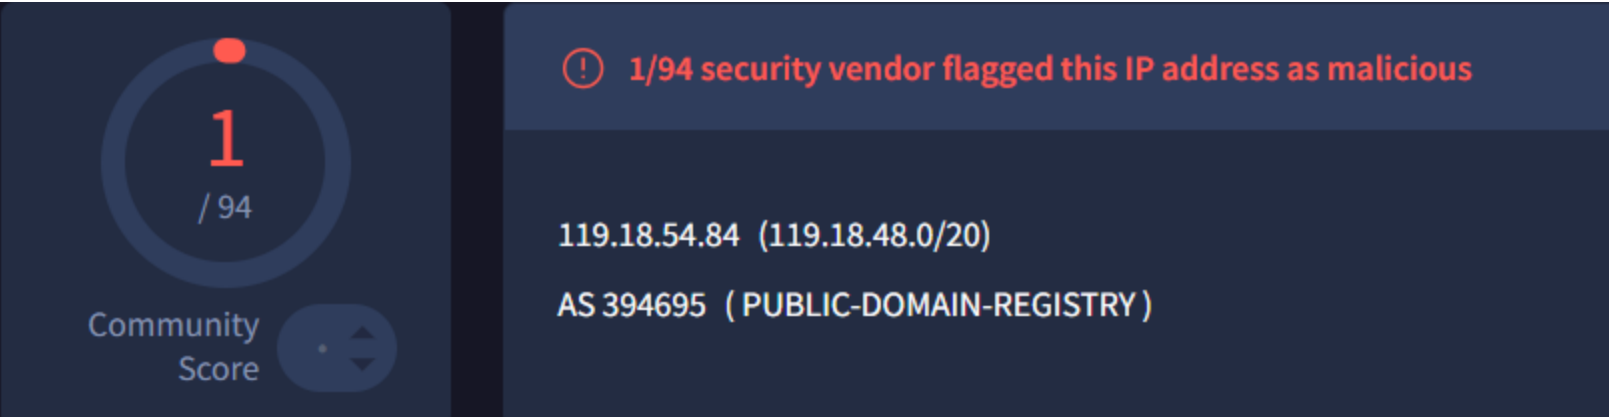 1
/ 94
Community
Score
1/94 security vendor flagged this IP address as malicious
119.18.54.84 (119.18.48.0/20)
AS 394695 ( PUBLIC-DOMAIN-REGISTRY )